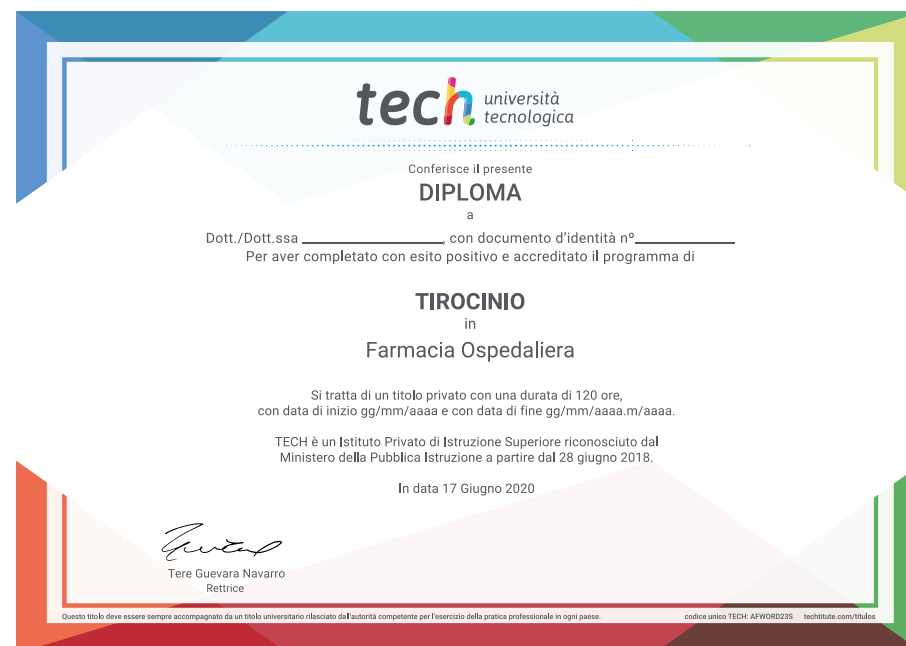 tech università
tecnologica
Conferisce il presente
DIPLOMA
a
Dott./Dott.ssa ____________________, con documento d'identità nº______________
Per aver completato con esito positivo e accreditato il programma di
TIROCINIO
in
Farmacia Ospedaliera
Si tratta di un titolo privato con una durata di 120 ore,
con data di inizio gg/mm/aaaa e con data di fine gg/mm/aaaa.m/aaaa.
TECH è un Istituto Privato di Istruzione Superiore riconosciuto dal
Ministero della Pubblica Istruzione a partire dal 28 giugno 2018.
In data 17 Giugno 2020
Tere Guevara Navarro
Rettrice
Questo titolo deve essere sempre accompagnato da un titolo universitario rilasciato dall'autorità competente per l'esercizio della pratica professionale in ogni paese. codice unico TECH: AFWORD23S techtitute.com/titulos